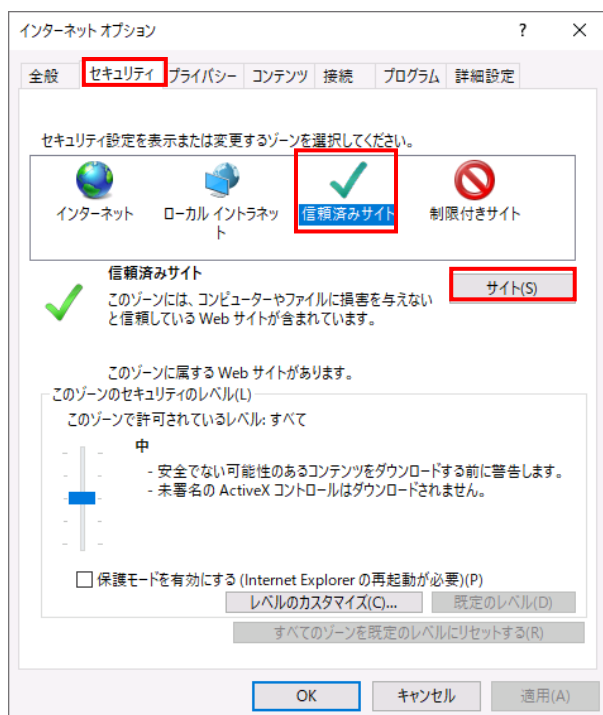 インターネット オプション ? ×
全般 セキュリティ プライバシー コンテンツ 接続 プログラム 詳細設定
セキュリティ設定を表示または変更するゾーンを選択してください。
インターネット ローカル イントラネッ 信頼済みサイト 制限付きサイト
ト
信頼済みサイト
サイト(S)
このゾーンには、コンピューターやファイルに損害を与えない
と信頼している Web サイトが含まれています。
このゾーンに属する Web サイトがあります。
このゾーンのセキュリティのレベル(L)
このゾーンで許可されているレベル: すべて
中
- 安全でない可能性のあるコンテンツをダウンロードする前に警告します。
- 未署名の ActiveX コントロールはダウンロードされません。
保護モードを有効にする (Internet Explorer の再起動が必要)(P)
レベルのカスタマイズ(C)... 既定のレベル(D)
すべてのゾーンを既定のレベルにリセットする(R)
OK キャンセル 適用(A)